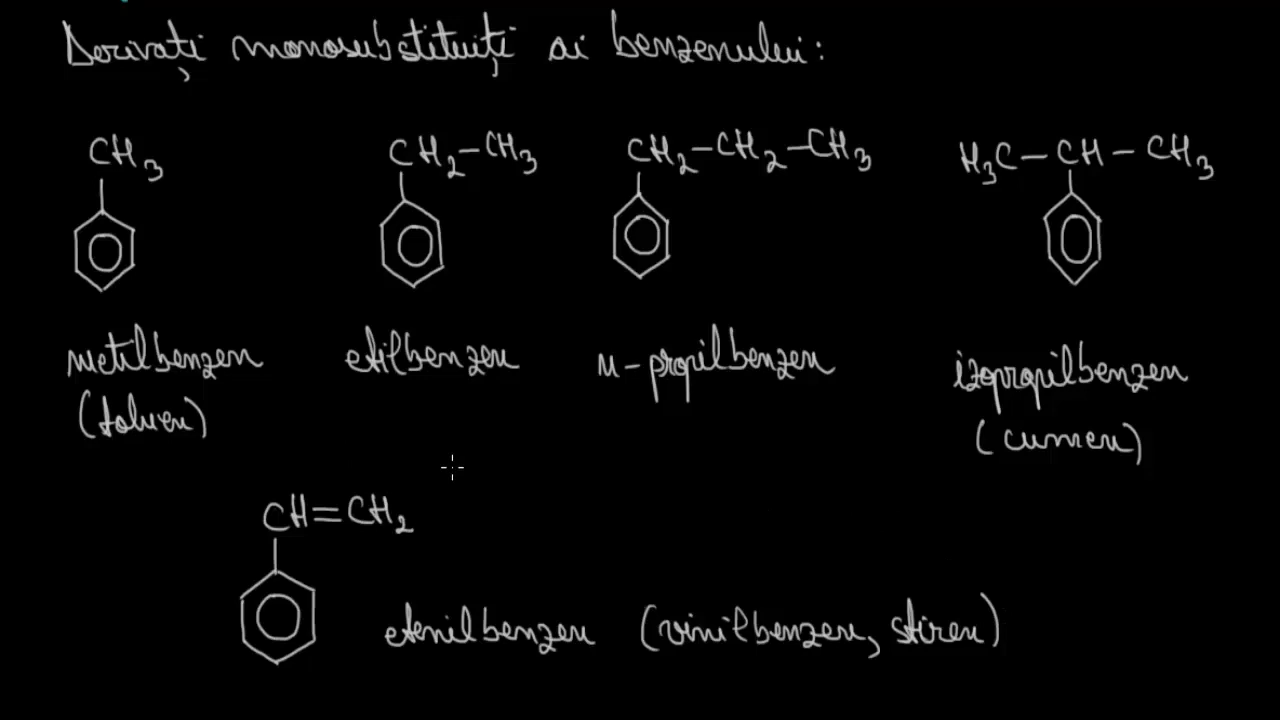 Derivați monosubstituiți ai benzenului:
CH₃ CH₂–CH₃ CH₂–CH₂–CH₃ H₃C–CH–CH₃
metilbenzen etilbenzen n-propilbenzen izopropilbenzen
(toluen) (cumen)
CH=CH₂
etenilbenzen (vinilbenzen, stiren)